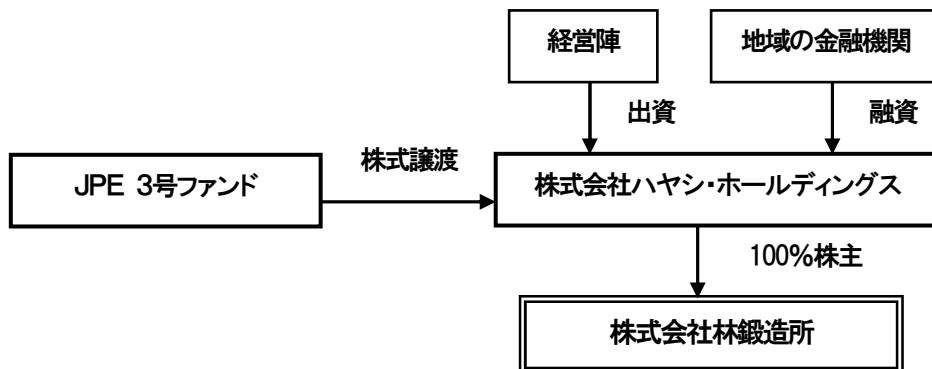 経営陣
地域の金融機関
出資
融資
株式譲渡
JPE 3号ファンド
株式会社ハヤシ・ホールディングス
100%株主
株式会社林鍛造所